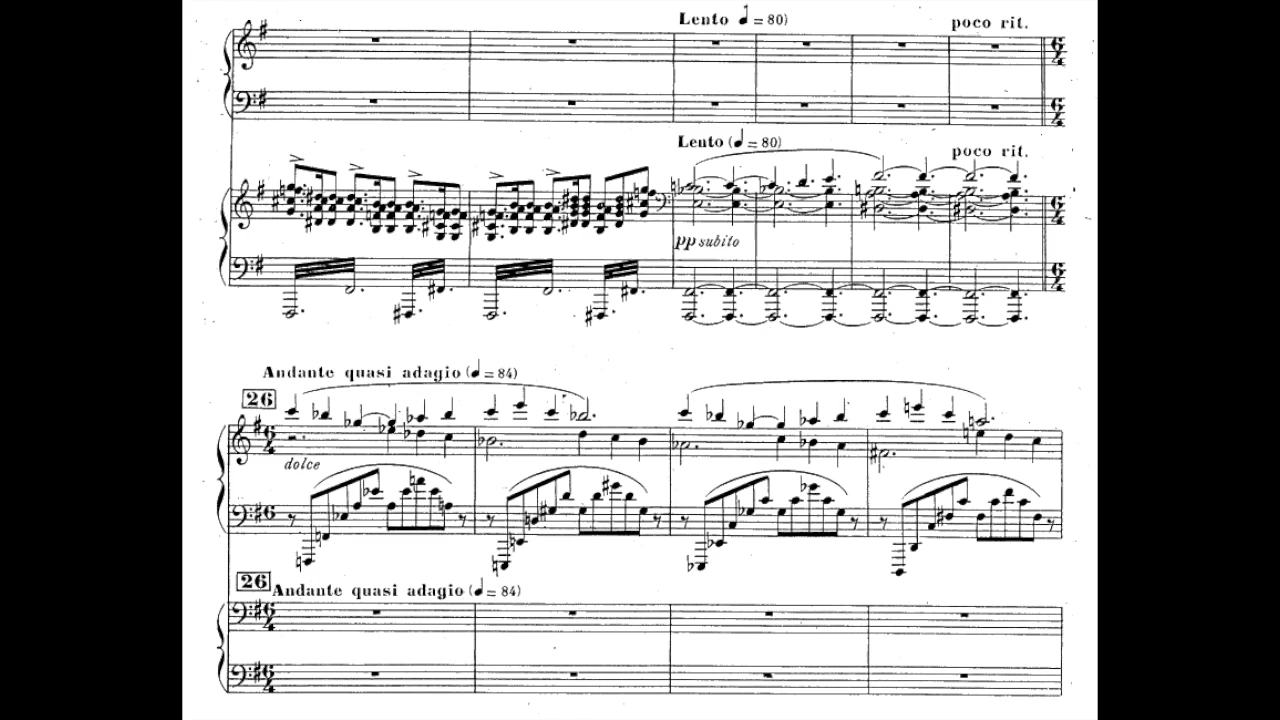 Lento ♩ = 80) poco rit.
Lento (♩ = 80) poco rit.
pp subito
Andante quasi adagio (♩ = 84)
26
dolce
26 Andante quasi adagio (♩ = 84)